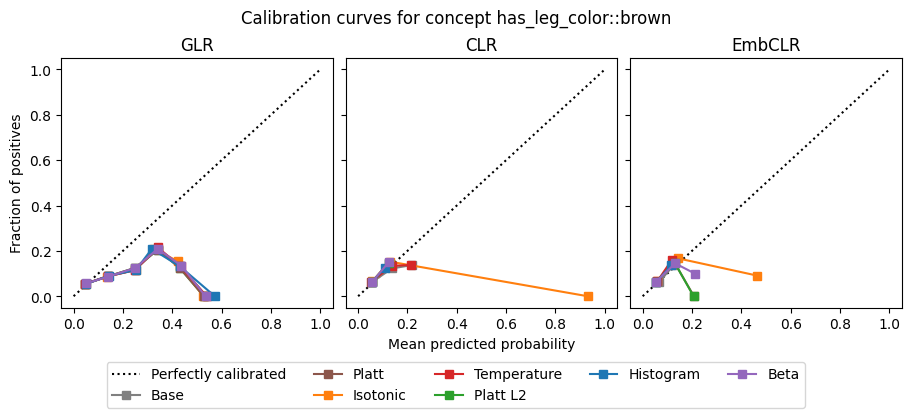 Calibration curves for concept has_leg_color::brown
GLR
CLR
EmbCLR
1.0
0.8
0.6
0.4
0.2
0.0
Fraction of positives
0.0 0.2 0.4 0.6 0.8 1.0
0.0 0.2 0.4 0.6 0.8 1.0
0.0 0.2 0.4 0.6 0.8 1.0
Mean predicted probability
Perfectly calibrated Platt Temperature Histogram Beta
Base Isotonic Platt L2